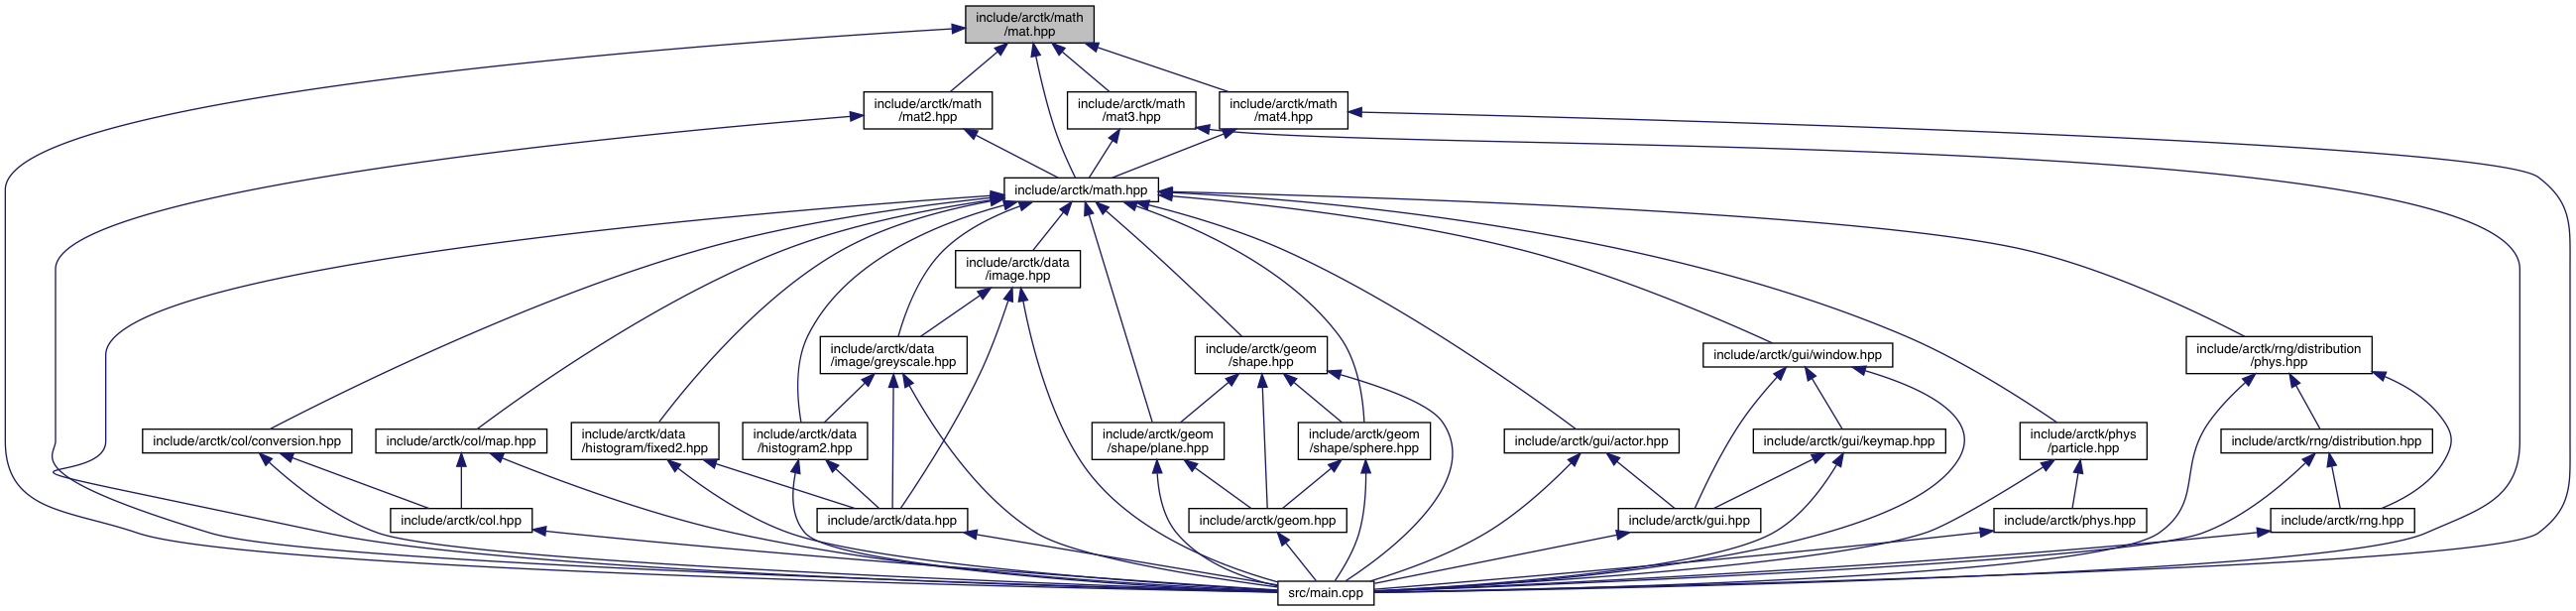 include/arctk/math
/mat.hpp
include/arctk/math
/mat2.hpp
include/arctk/math
/mat3.hpp
include/arctk/math
/mat4.hpp
include/arctk/math.hpp
include/arctk/data
/image.hpp
include/arctk/data
/image/greyscale.hpp
include/arctk/geom
/shape.hpp
include/arctk/gui/window.hpp
include/arctk/rng/distribution
/phys.hpp
include/arctk/col/conversion.hpp
include/arctk/col/map.hpp
include/arctk/data
/histogram/fixed2.hpp
include/arctk/data
/histogram2.hpp
include/arctk/geom
/shape/plane.hpp
include/arctk/geom
/shape/sphere.hpp
include/arctk/gui/actor.hpp
include/arctk/gui/keymap.hpp
include/arctk/phys
/particle.hpp
include/arctk/rng/distribution.hpp
include/arctk/col.hpp
include/arctk/data.hpp
include/arctk/geom.hpp
include/arctk/gui.hpp
include/arctk/phys.hpp
include/arctk/rng.hpp
src/main.cpp